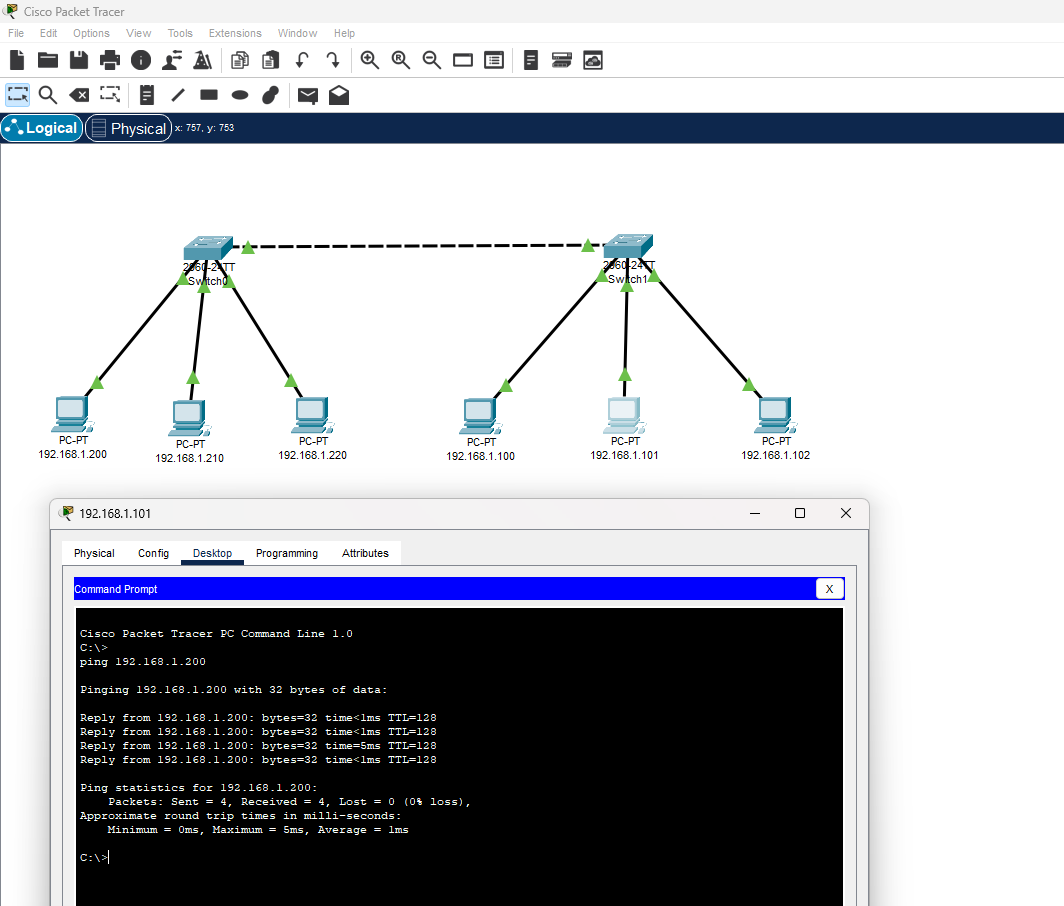 Cisco Packet Tracer
File Edit Options View Tools Extensions Window Help
Logical Physical x: 757, y: 753
2960-24TT
Switch0
2960-24TT
Switch1
PC-PT
192.168.1.200
PC-PT
192.168.1.210
PC-PT
192.168.1.220
PC-PT
192.168.1.100
PC-PT
192.168.1.101
PC-PT
192.168.1.102
192.168.1.101
Physical Config Desktop Programming Attributes
Command Prompt X
Cisco Packet Tracer PC Command Line 1.0
C:\>
ping 192.168.1.200
Pinging 192.168.1.200 with 32 bytes of data:
Reply from 192.168.1.200: bytes=32 time<1ms TTL=128
Reply from 192.168.1.200: bytes=32 time<1ms TTL=128
Reply from 192.168.1.200: bytes=32 time=5ms TTL=128
Reply from 192.168.1.200: bytes=32 time<1ms TTL=128
Ping statistics for 192.168.1.200:
Packets: Sent = 4, Received = 4, Lost = 0 (0% loss),
Approximate round trip times in milli-seconds:
Minimum = 0ms, Maximum = 5ms, Average = 1ms
C:\>